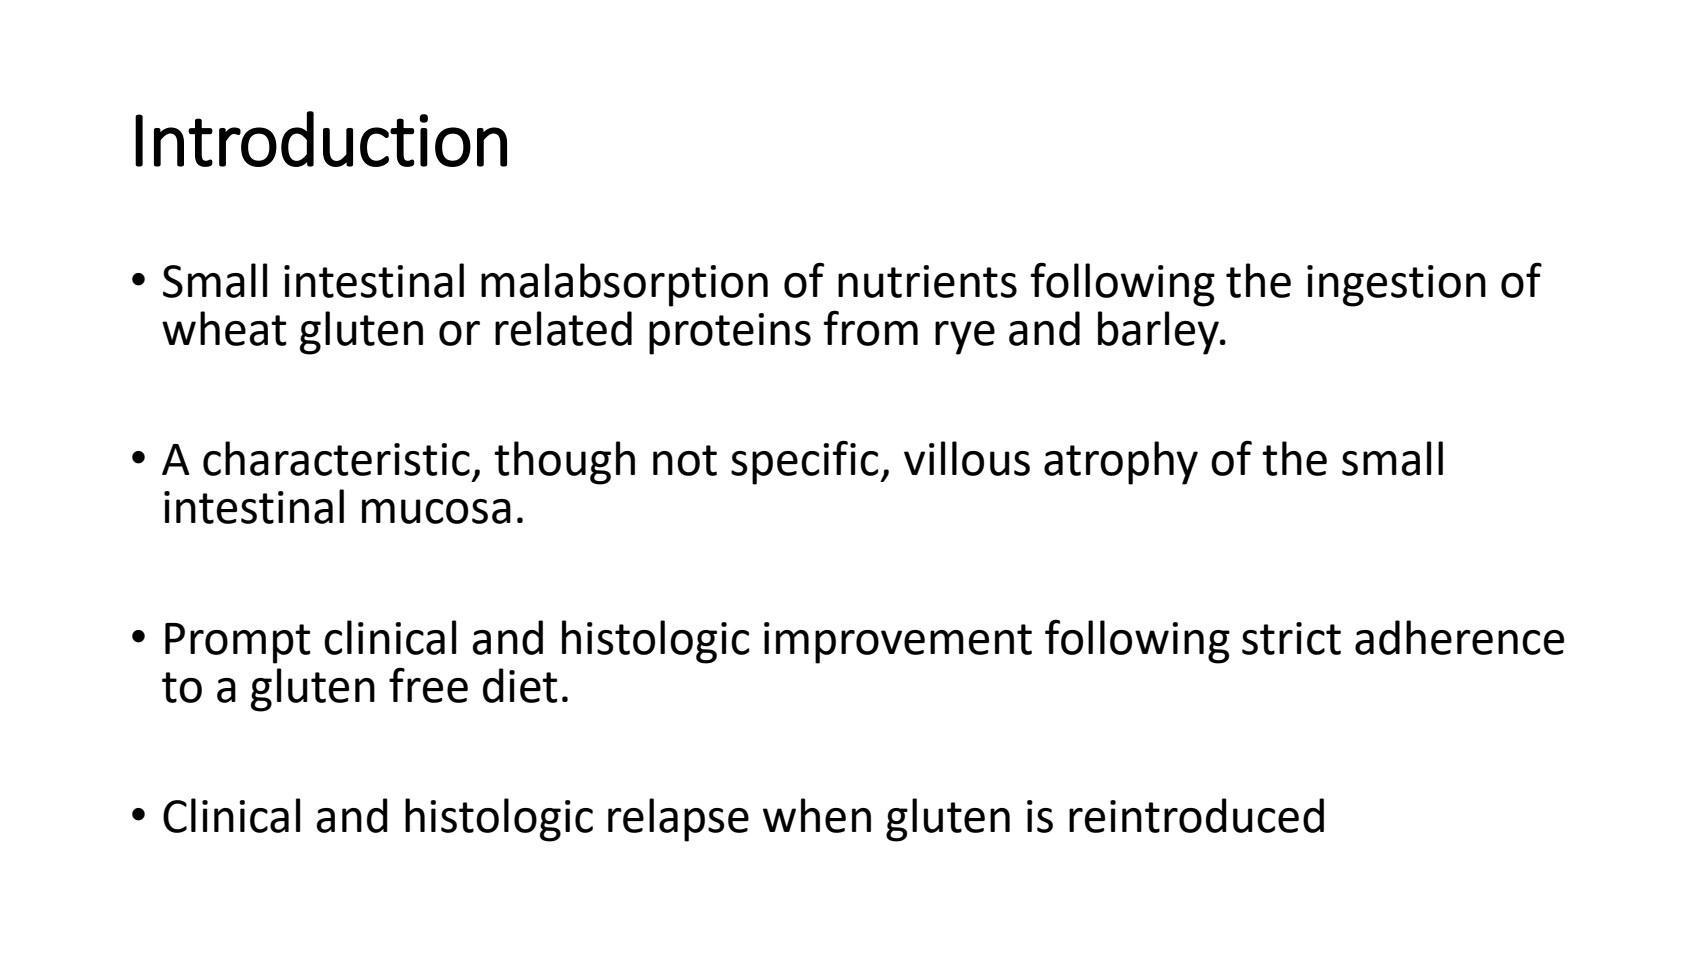 Introduction
• Small intestinal malabsorption of nutrients following the ingestion of
wheat gluten or related proteins from rye and barley.
• A characteristic, though not specific, villous atrophy of the small
intestinal mucosa.
• Prompt clinical and histologic improvement following strict adherence
to a gluten free diet.
• Clinical and histologic relapse when gluten is reintroduced